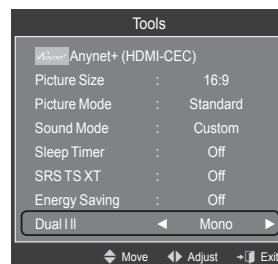 Tools
Anynet+ Anynet+ (HDMI-CEC)
Picture Size : 16:9
Picture Mode : Standard
Sound Mode : Custom
Sleep Timer : Off
SRS TS XT : Off
Energy Saving : Off
Dual I II ◄ Mono ►
Move Adjust Exit